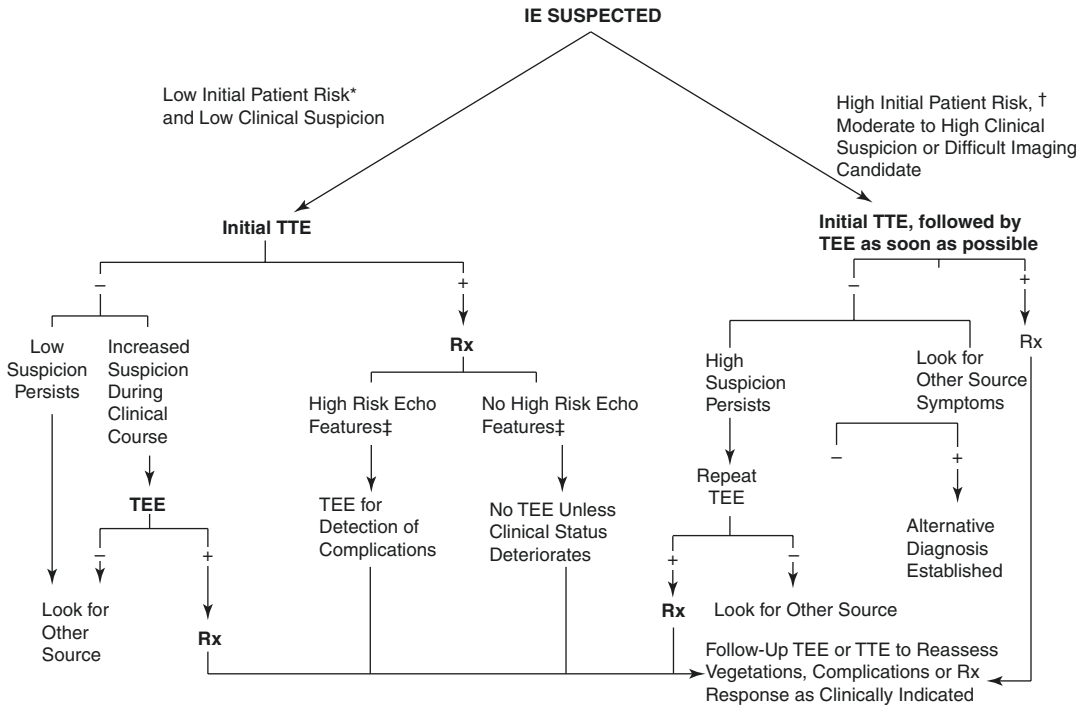 IE SUSPECTED
Low Initial Patient Risk*
and Low Clinical Suspicion
High Initial Patient Risk, †
Moderate to High Clinical
Suspicion or Difficult Imaging
Candidate
Initial TTE
Initial TTE, followed by
TEE as soon as possible
–
+
–
+
Low
Suspicion
Persists
Increased
Suspicion
During
Clinical
Course
Rx
High
Suspicion
Persists
Look for
Other Source
Symptoms
Rx
High Risk Echo
Features‡
No High Risk Echo
Features‡
–
+
TEE
TEE for
Detection of
Complications
No TEE Unless
Clinical Status
Deteriorates
Repeat
TEE
Alternative
Diagnosis
Established
–
+
+
–
Look for
Other
Source
Rx
Rx
Look for Other Source
Follow-Up TEE or TTE to Reassess
Vegetations, Complications or Rx
Response as Clinically Indicated